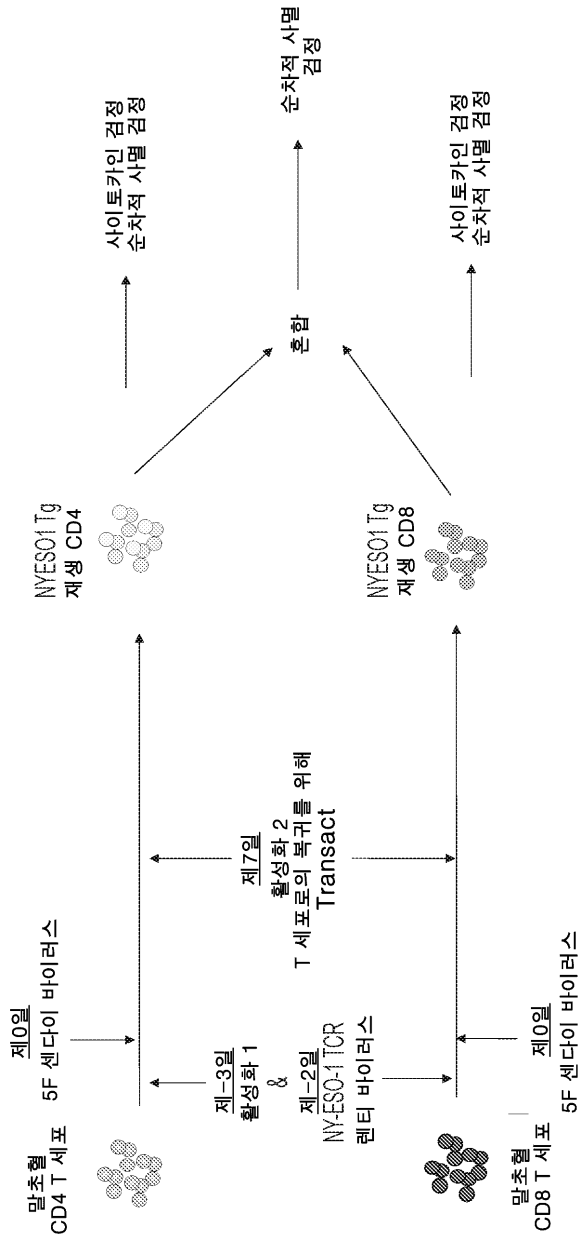 말초혈
CD4 T 세포
제0일
5F 센다이 바이러스
제-3일
활성화 1
&
제-2일
NY-ESO-1 TCR
렌티 바이러스
제7일
활성화 2
T 세포로의 복귀를 위해
Transact
NYESO1 Tg
재생 CD4
사이토카인 검정
순차적 사멸 검정
혼합
순차적 사멸
검정
말초혈
CD8 T 세포
제0일
5F 센다이 바이러스
NYESO1 Tg
재생 CD8
사이토카인 검정
순차적 사멸 검정